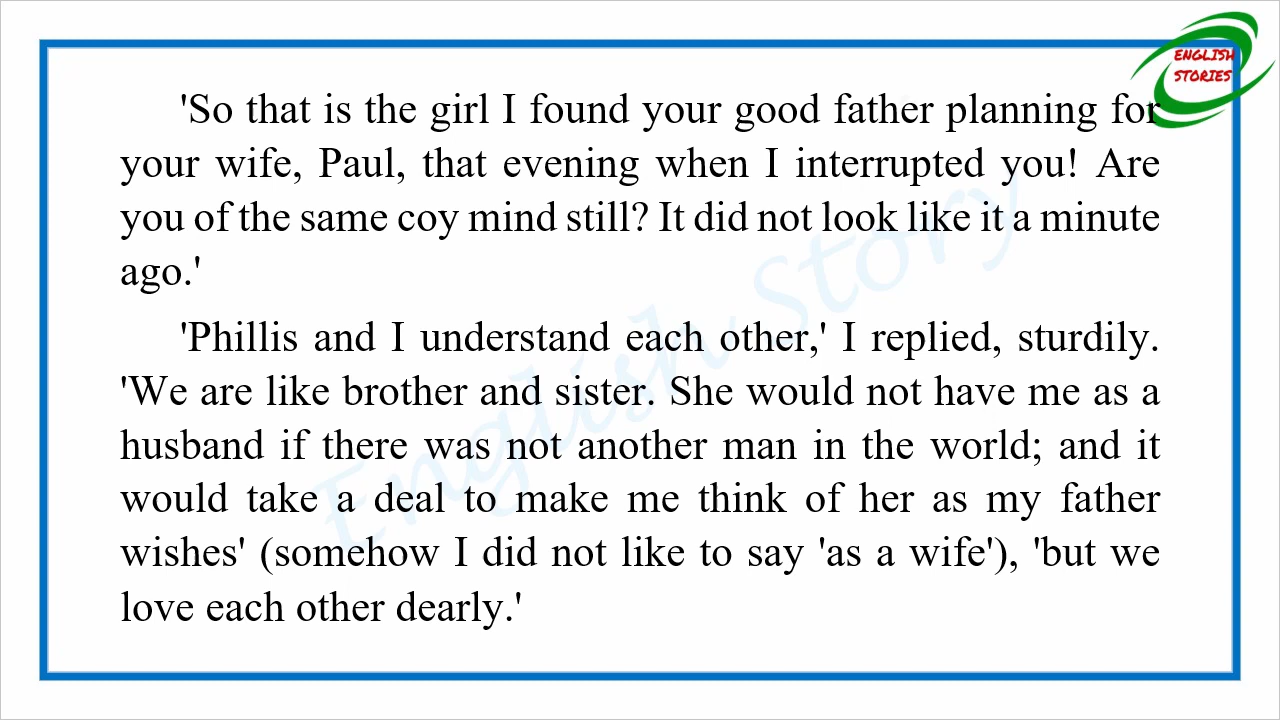 ENGLISH
STORIES
'So that is the girl I found your good father planning for
your wife, Paul, that evening when I interrupted you! Are
you of the same coy mind still? It did not look like it a minute
ago.'
'Phillis and I understand each other,' I replied, sturdily.
'We are like brother and sister. She would not have me as a
husband if there was not another man in the world; and it
would take a deal to make me think of her as my father
wishes' (somehow I did not like to say 'as a wife'), 'but we
love each other dearly.'
English Story